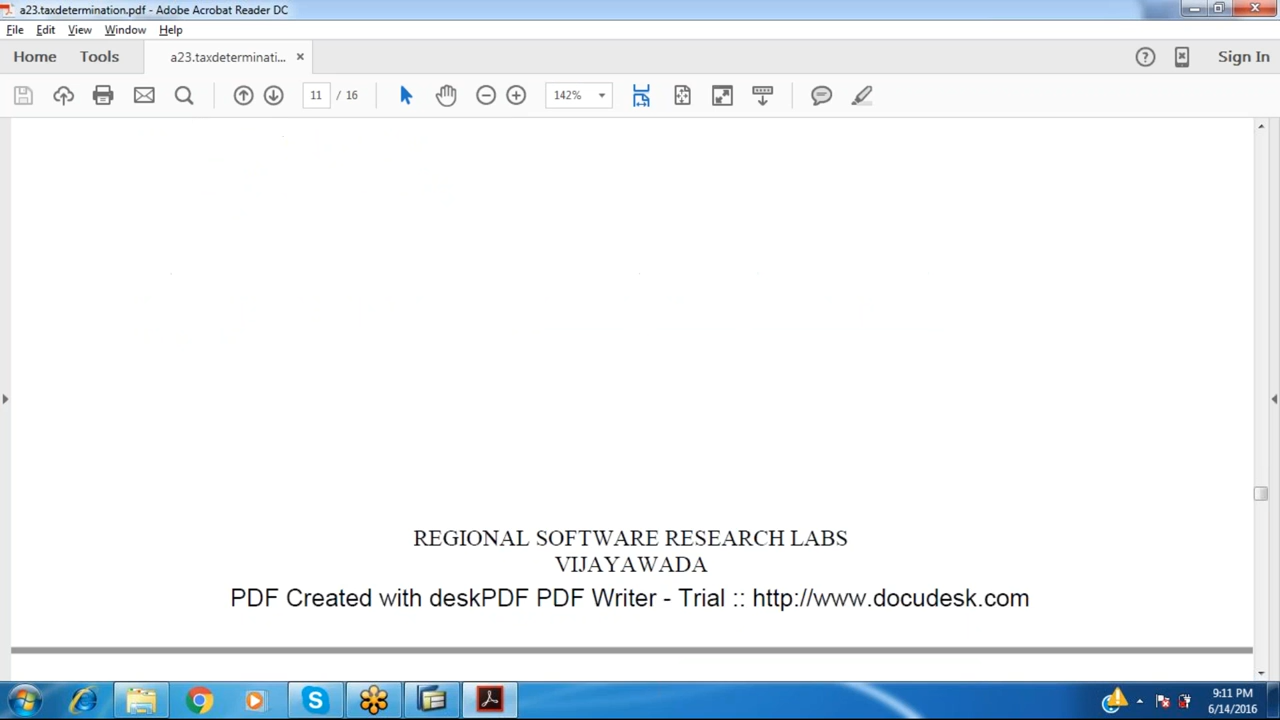 a23.taxdetermination.pdf - Adobe Acrobat Reader DC
File Edit View Window Help
Home Tools a23.taxdeterminati... × Sign In
11 / 16 142%
REGIONAL SOFTWARE RESEARCH LABS
VIJAYAWADA
PDF Created with deskPDF PDF Writer - Trial :: http://www.docudesk.com
9:11 PM
6/14/2016